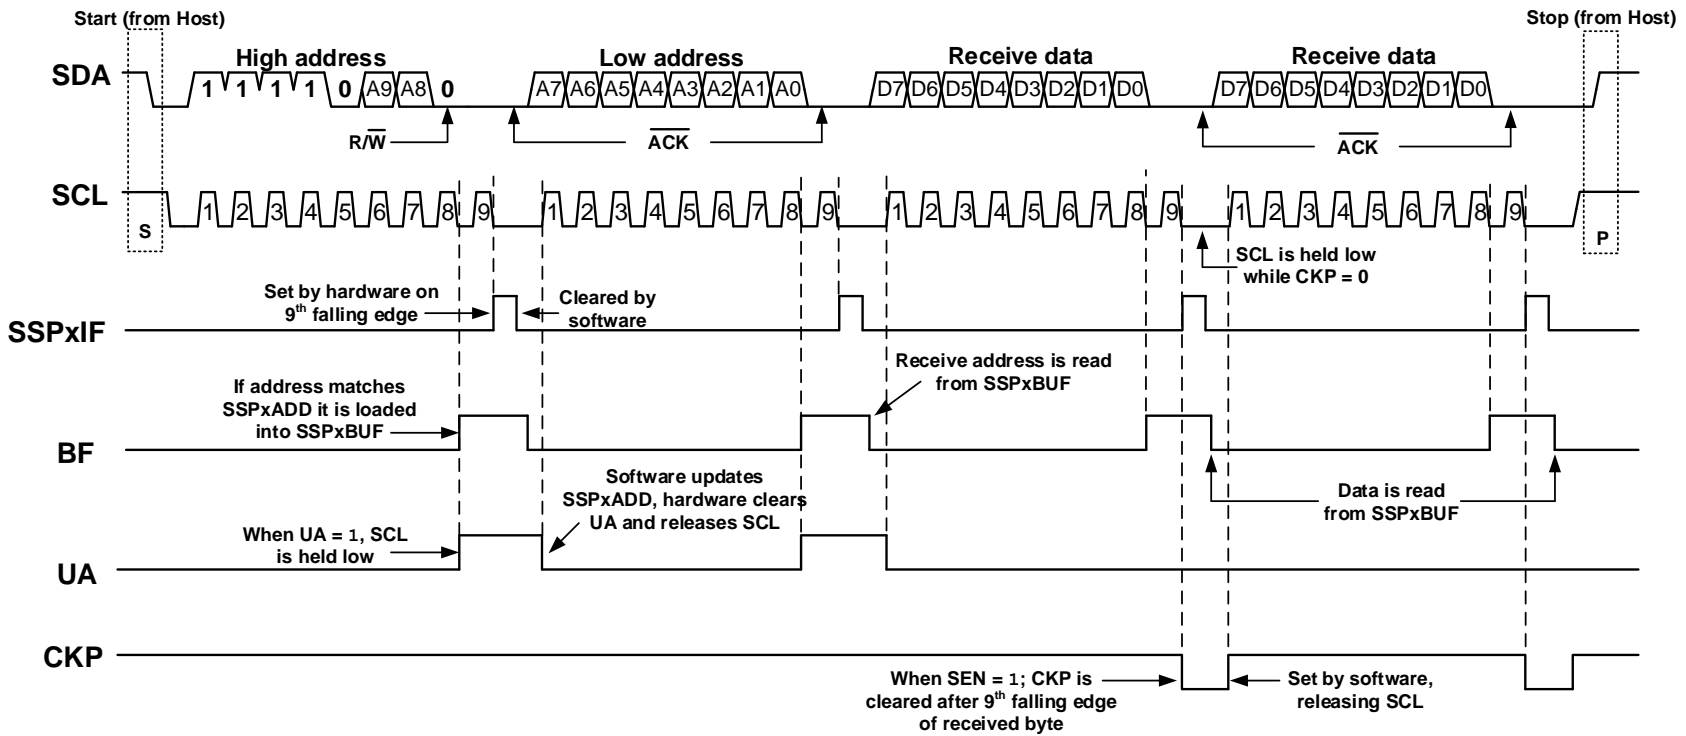 Start (from Host)
Stop (from Host)
High address
Low address
Receive data
Receive data
SDA
1 1 1 1 0 A9 A8 0
A7 A6 A5 A4 A3 A2 A1 A0
D7 D6 D5 D4 D3 D2 D1 D0
D7 D6 D5 D4 D3 D2 D1 D0
R/W̅
A̅C̅K̅
A̅C̅K̅
SCL
1 2 3 4 5 6 7 8 9
1 2 3 4 5 6 7 8 9
1 2 3 4 5 6 7 8 9
1 2 3 4 5 6 7 8 9
S
P
SCL is held low
while CKP = 0
Set by hardware on
9th falling edge
Cleared by
software
SSPxIF
Receive address is read
from SSPxBUF
If address matches
SSPxADD it is loaded
into SSPxBUF
BF
Software updates
SSPxADD, hardware clears
UA and releases SCL
Data is read
from SSPxBUF
When UA = 1, SCL
is held low
UA
CKP
When SEN = 1; CKP is
cleared after 9th falling edge
of received byte
Set by software,
releasing SCL